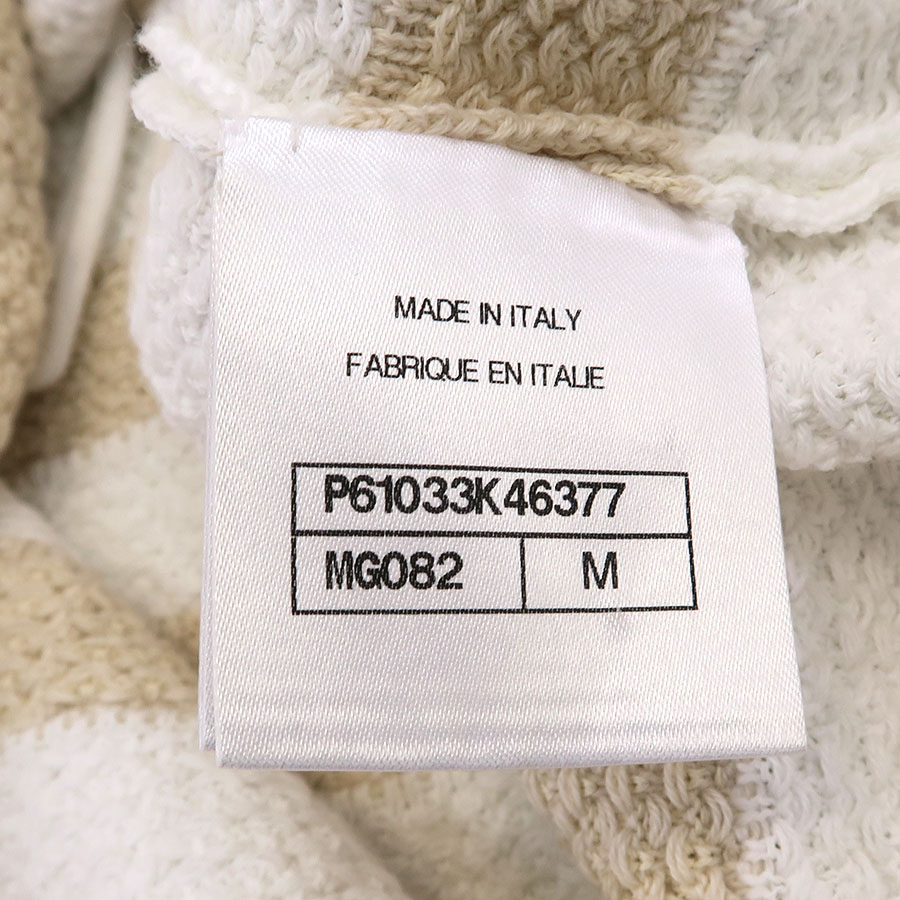 MADE IN ITALY
FABRIQUE EN ITALIE
P61033K46377
MG082 M